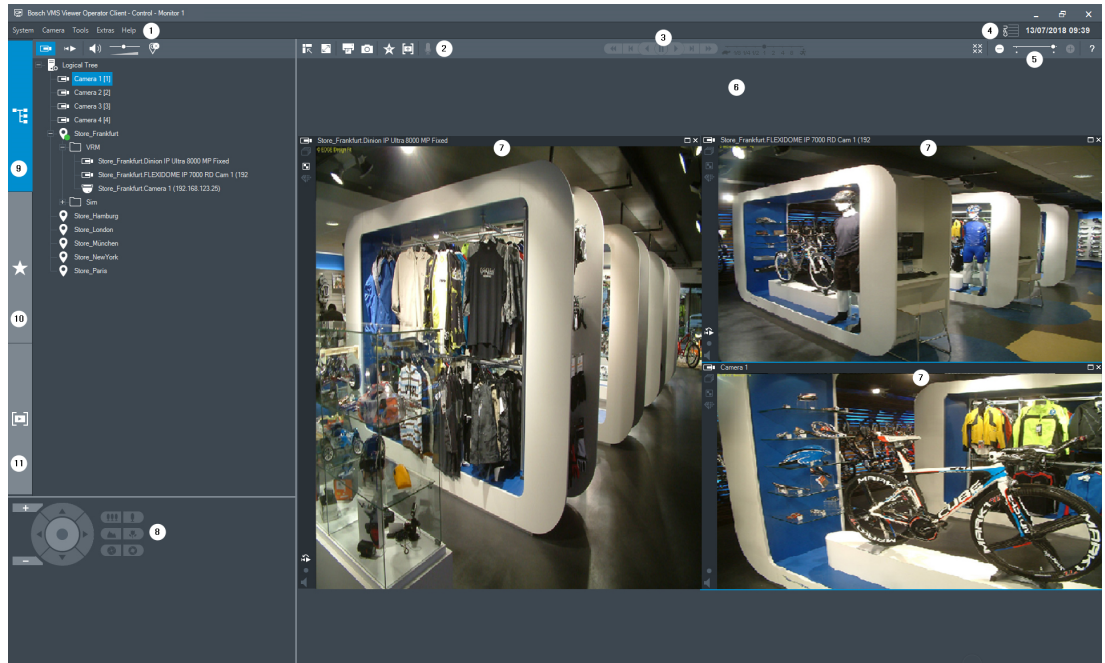 Bosch VMS Viewer Operator Client - Control - Monitor 1
System Camera Tools Extras Help 1
4 13/07/2018 09:39
2
3
5
?
6
Logical Tree
Camera 1 [1]
Camera 2 [2]
Camera 3 [3]
Camera 4 [4]
Store_Frankfurt
VRM
Store_Frankfurt.Dinion IP Ultra 8000 MP Fixed
Store_Frankfurt.FLEXIDOME IP 7000 RD Cam 1 (192
Store_Frankfurt.Camera 1 (192.168.123.25)
Sim
Store_Hamburg
Store_London
Store_München
Store_NewYork
Store_Paris
9
10
11
8
Store_Frankfurt.Dinion IP Ultra 8000 MP Fixed
7
Store_Frankfurt.FLEXIDOME IP 7000 RD Cam 1 (192
7
Camera 1
7
CUBE